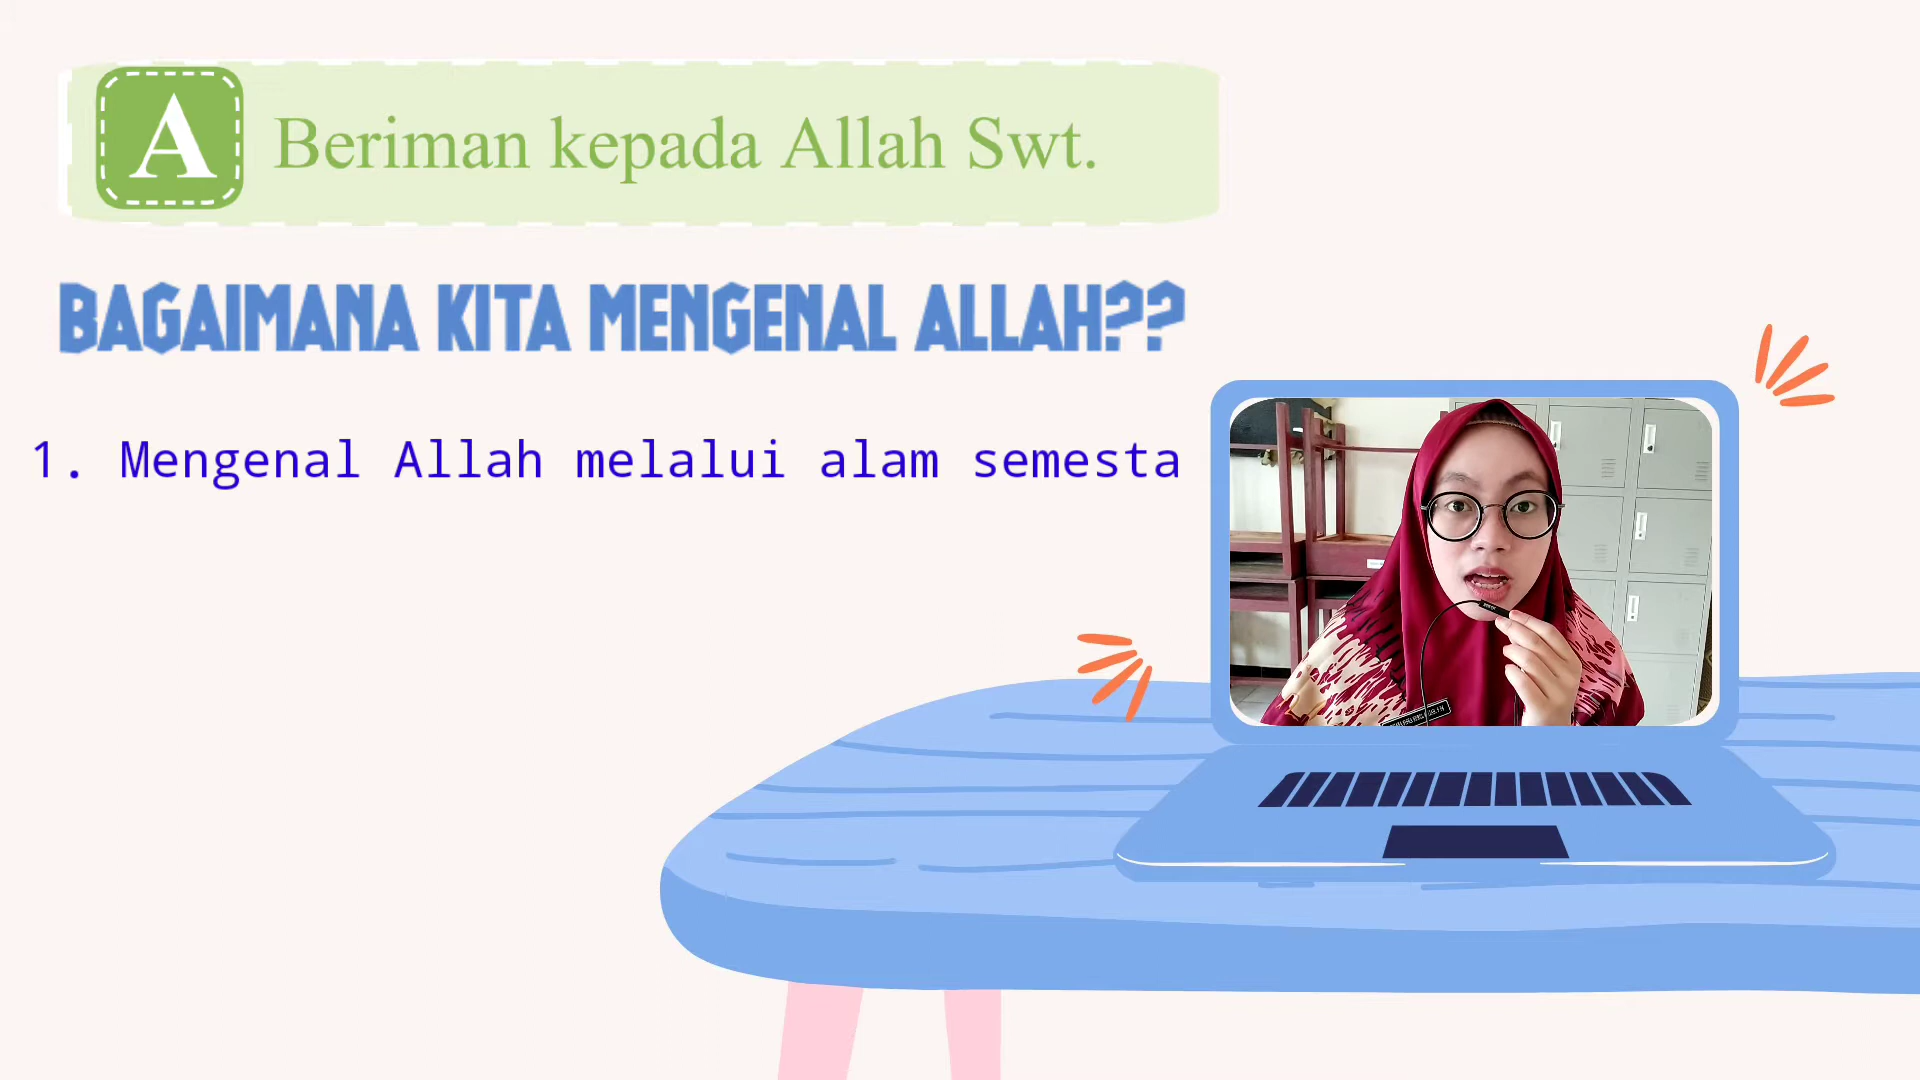 A Beriman kepada Allah Swt.
BAGAIMANA KITA MENGENAL ALLAH??
1. Mengenal Allah melalui alam semesta